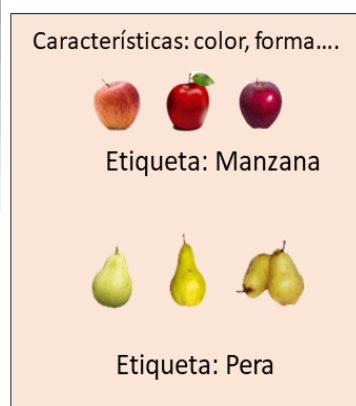 Características: color, forma....
Etiqueta: Manzana
Etiqueta: Pera